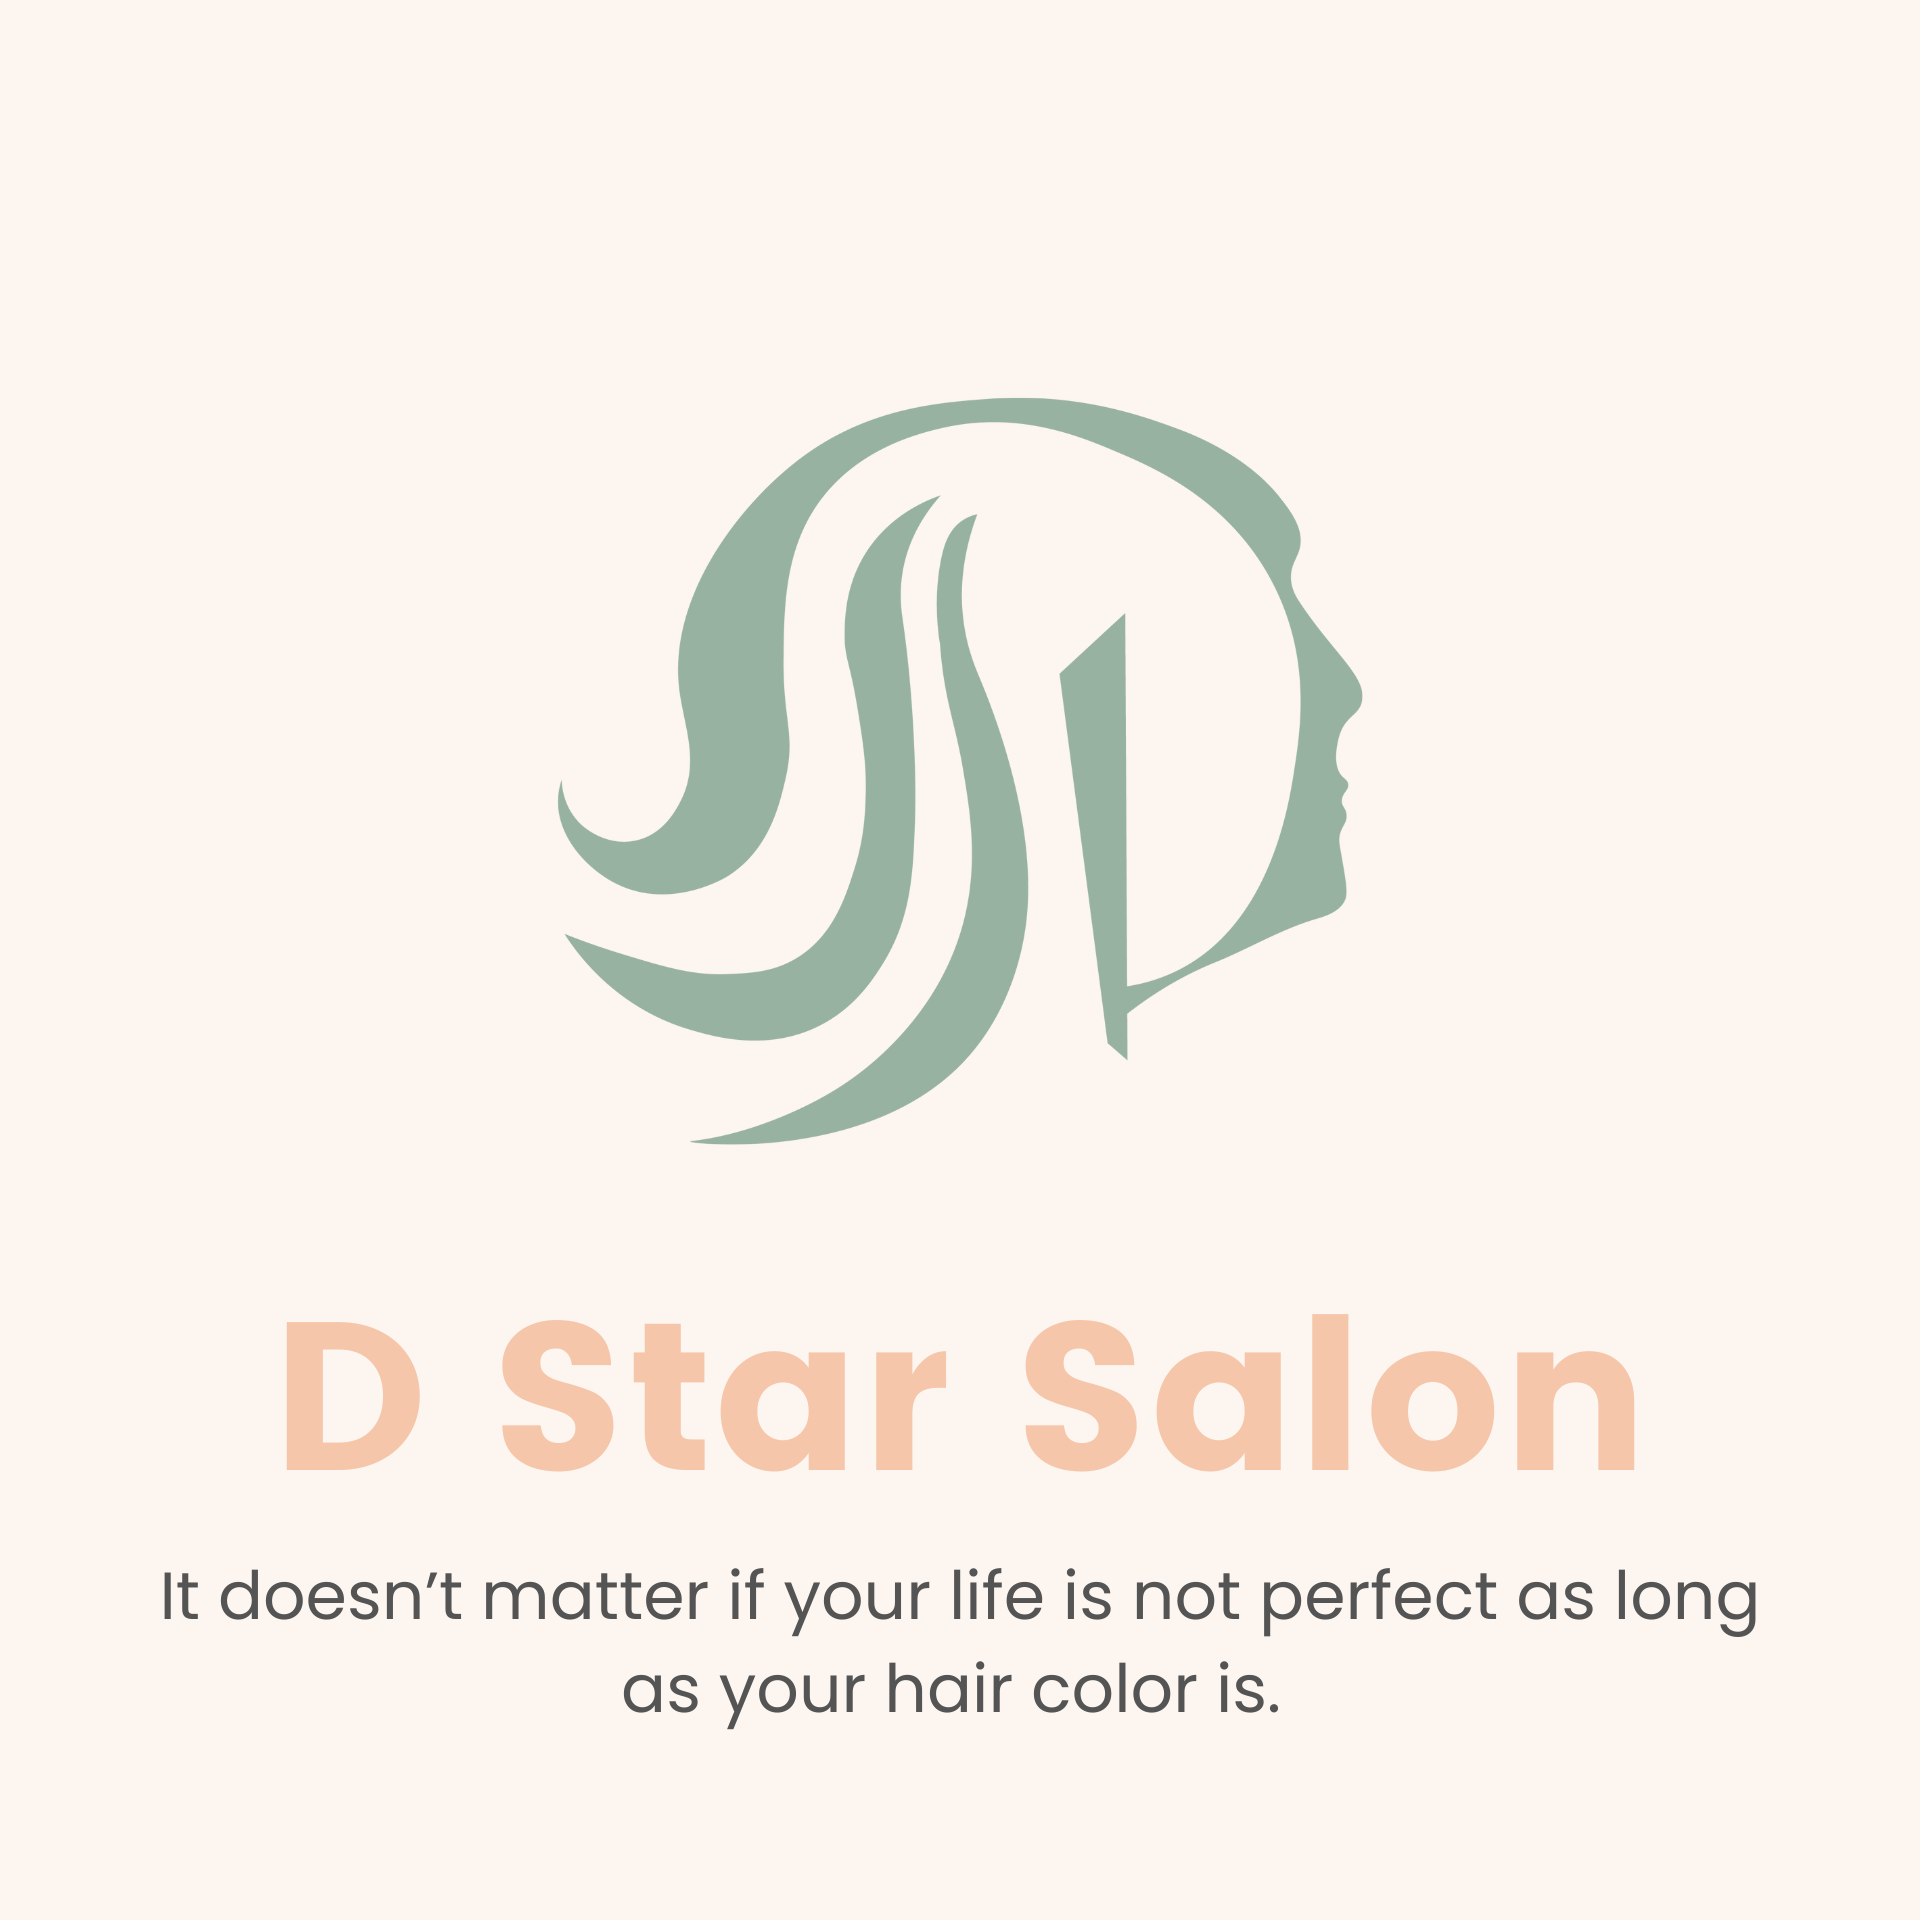 D Star Salon
It doesn’t matter if your life is not perfect as long
as your hair color is.